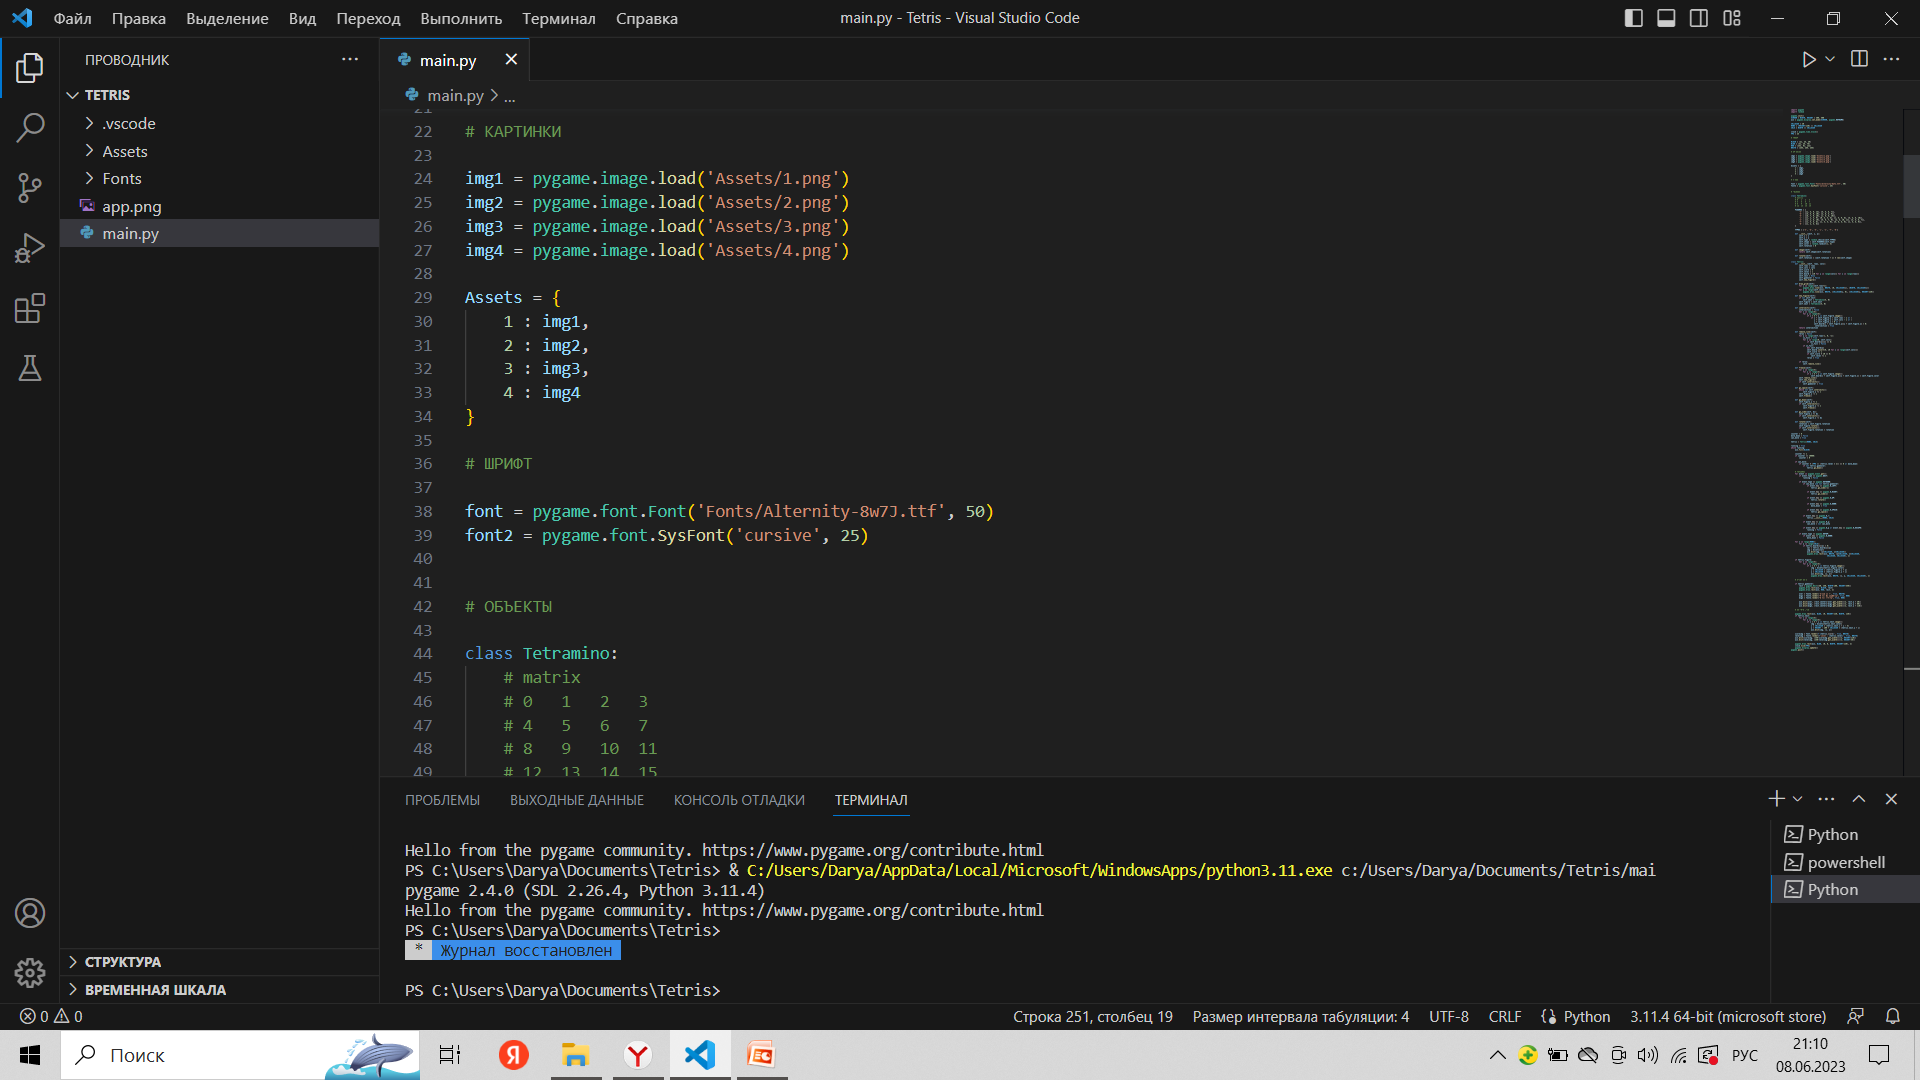 Файл Правка Выделение Вид Переход Выполнить Терминал Справка
main.py - Tetris - Visual Studio Code
ПРОВОДНИК
TETRIS
.vscode
Assets
Fonts
app.png
main.py
СТРУКТУРА
ВРЕМЕННАЯ ШКАЛА
main.py
main.py > ...
21
22 # КАРТИНКИ
23
24 img1 = pygame.image.load('Assets/1.png')
25 img2 = pygame.image.load('Assets/2.png')
26 img3 = pygame.image.load('Assets/3.png')
27 img4 = pygame.image.load('Assets/4.png')
28
29 Assets = {
30 1 : img1,
31 2 : img2,
32 3 : img3,
33 4 : img4
34 }
35
36 # ШРИФТ
37
38 font = pygame.font.Font('Fonts/Alternity-8w7J.ttf', 50)
39 font2 = pygame.font.SysFont('cursive', 25)
40
41
42 # ОБЪЕКТЫ
43
44 class Tetramino:
45 # matrix
46 # 0 1 2 3
47 # 4 5 6 7
48 # 8 9 10 11
49 # 12 13 14 15
ПРОБЛЕМЫ ВЫХОДНЫЕ ДАННЫЕ КОНСОЛЬ ОТЛАДКИ ТЕРМИНАЛ
Hello from the pygame community. https://www.pygame.org/contribute.html
PS C:\Users\Darya\Documents\Tetris> & C:/Users/Darya/AppData/Local/Microsoft/WindowsApps/python3.11.exe c:/Users/Darya/Documents/Tetris/mai
pygame 2.4.0 (SDL 2.26.4, Python 3.11.4)
Hello from the pygame community. https://www.pygame.org/contribute.html
PS C:\Users\Darya\Documents\Tetris>
* Журнал восстановлен
PS C:\Users\Darya\Documents\Tetris>
Python
powershell
Python
0 0
Строка 251, столбец 19 Размер интервала табуляции: 4 UTF-8 CRLF Python 3.11.4 64-bit (microsoft store)
Поиск
РУС
21:10
08.06.2023